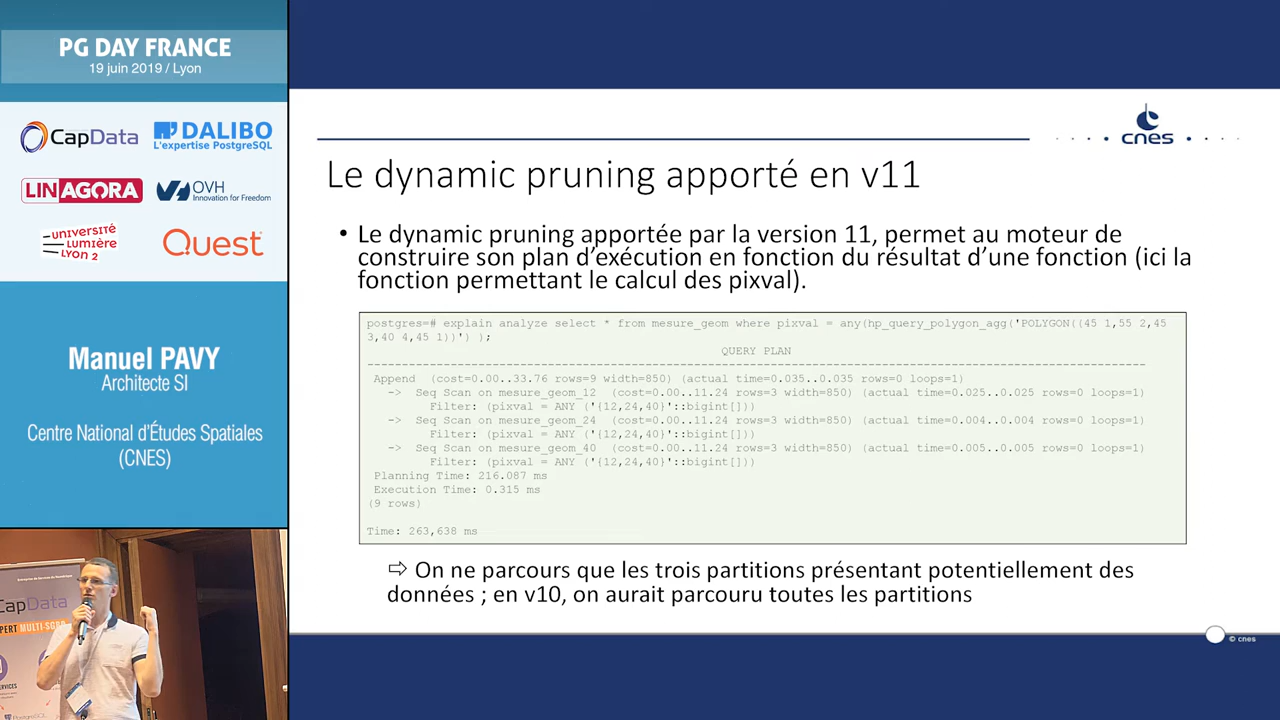 PG DAY FRANCE
19 juin 2019 / Lyon
CapData
DALIBO
L'expertise PostgreSQL
LINAGORA
OVH
Innovation for Freedom
UNIVERSITÉ
LUMIÈRE
LYON 2
Quest
Manuel PAVY
Architecte SI
Centre National d'Études Spatiales
(CNES)
CapData
EXPERT MULTI-SGBD
cnes
Le dynamic pruning apporté en v11
• Le dynamic pruning apportée par la version 11, permet au moteur de
construire son plan d'exécution en fonction du résultat d'une fonction (ici la
fonction permettant le calcul des pixval).
postgres=# explain analyze select * from mesure_geom where pixval = any(hp_query_polygon_agg('POLYGON((45 1,55 2,45
3,40 4,45 1))') );
QUERY PLAN
---------------------------------------------------------------------------------------------------------------
Append  (cost=0.00..33.76 rows=9 width=850) (actual time=0.035..0.035 rows=0 loops=1)
->  Seq Scan on mesure_geom_12  (cost=0.00..11.24 rows=3 width=850) (actual time=0.025..0.025 rows=0 loops=1)
Filter: (pixval = ANY ('{12,24,40}'::bigint[]))
->  Seq Scan on mesure_geom_24  (cost=0.00..11.24 rows=3 width=850) (actual time=0.004..0.004 rows=0 loops=1)
Filter: (pixval = ANY ('{12,24,40}'::bigint[]))
->  Seq Scan on mesure_geom_40  (cost=0.00..11.24 rows=3 width=850) (actual time=0.005..0.005 rows=0 loops=1)
Filter: (pixval = ANY ('{12,24,40}'::bigint[]))
Planning Time: 216.087 ms
Execution Time: 0.315 ms
(9 rows)
Time: 263,638 ms
⇨ On ne parcours que les trois partitions présentant potentiellement des
données ; en v10, on aurait parcouru toutes les partitions
© cnes